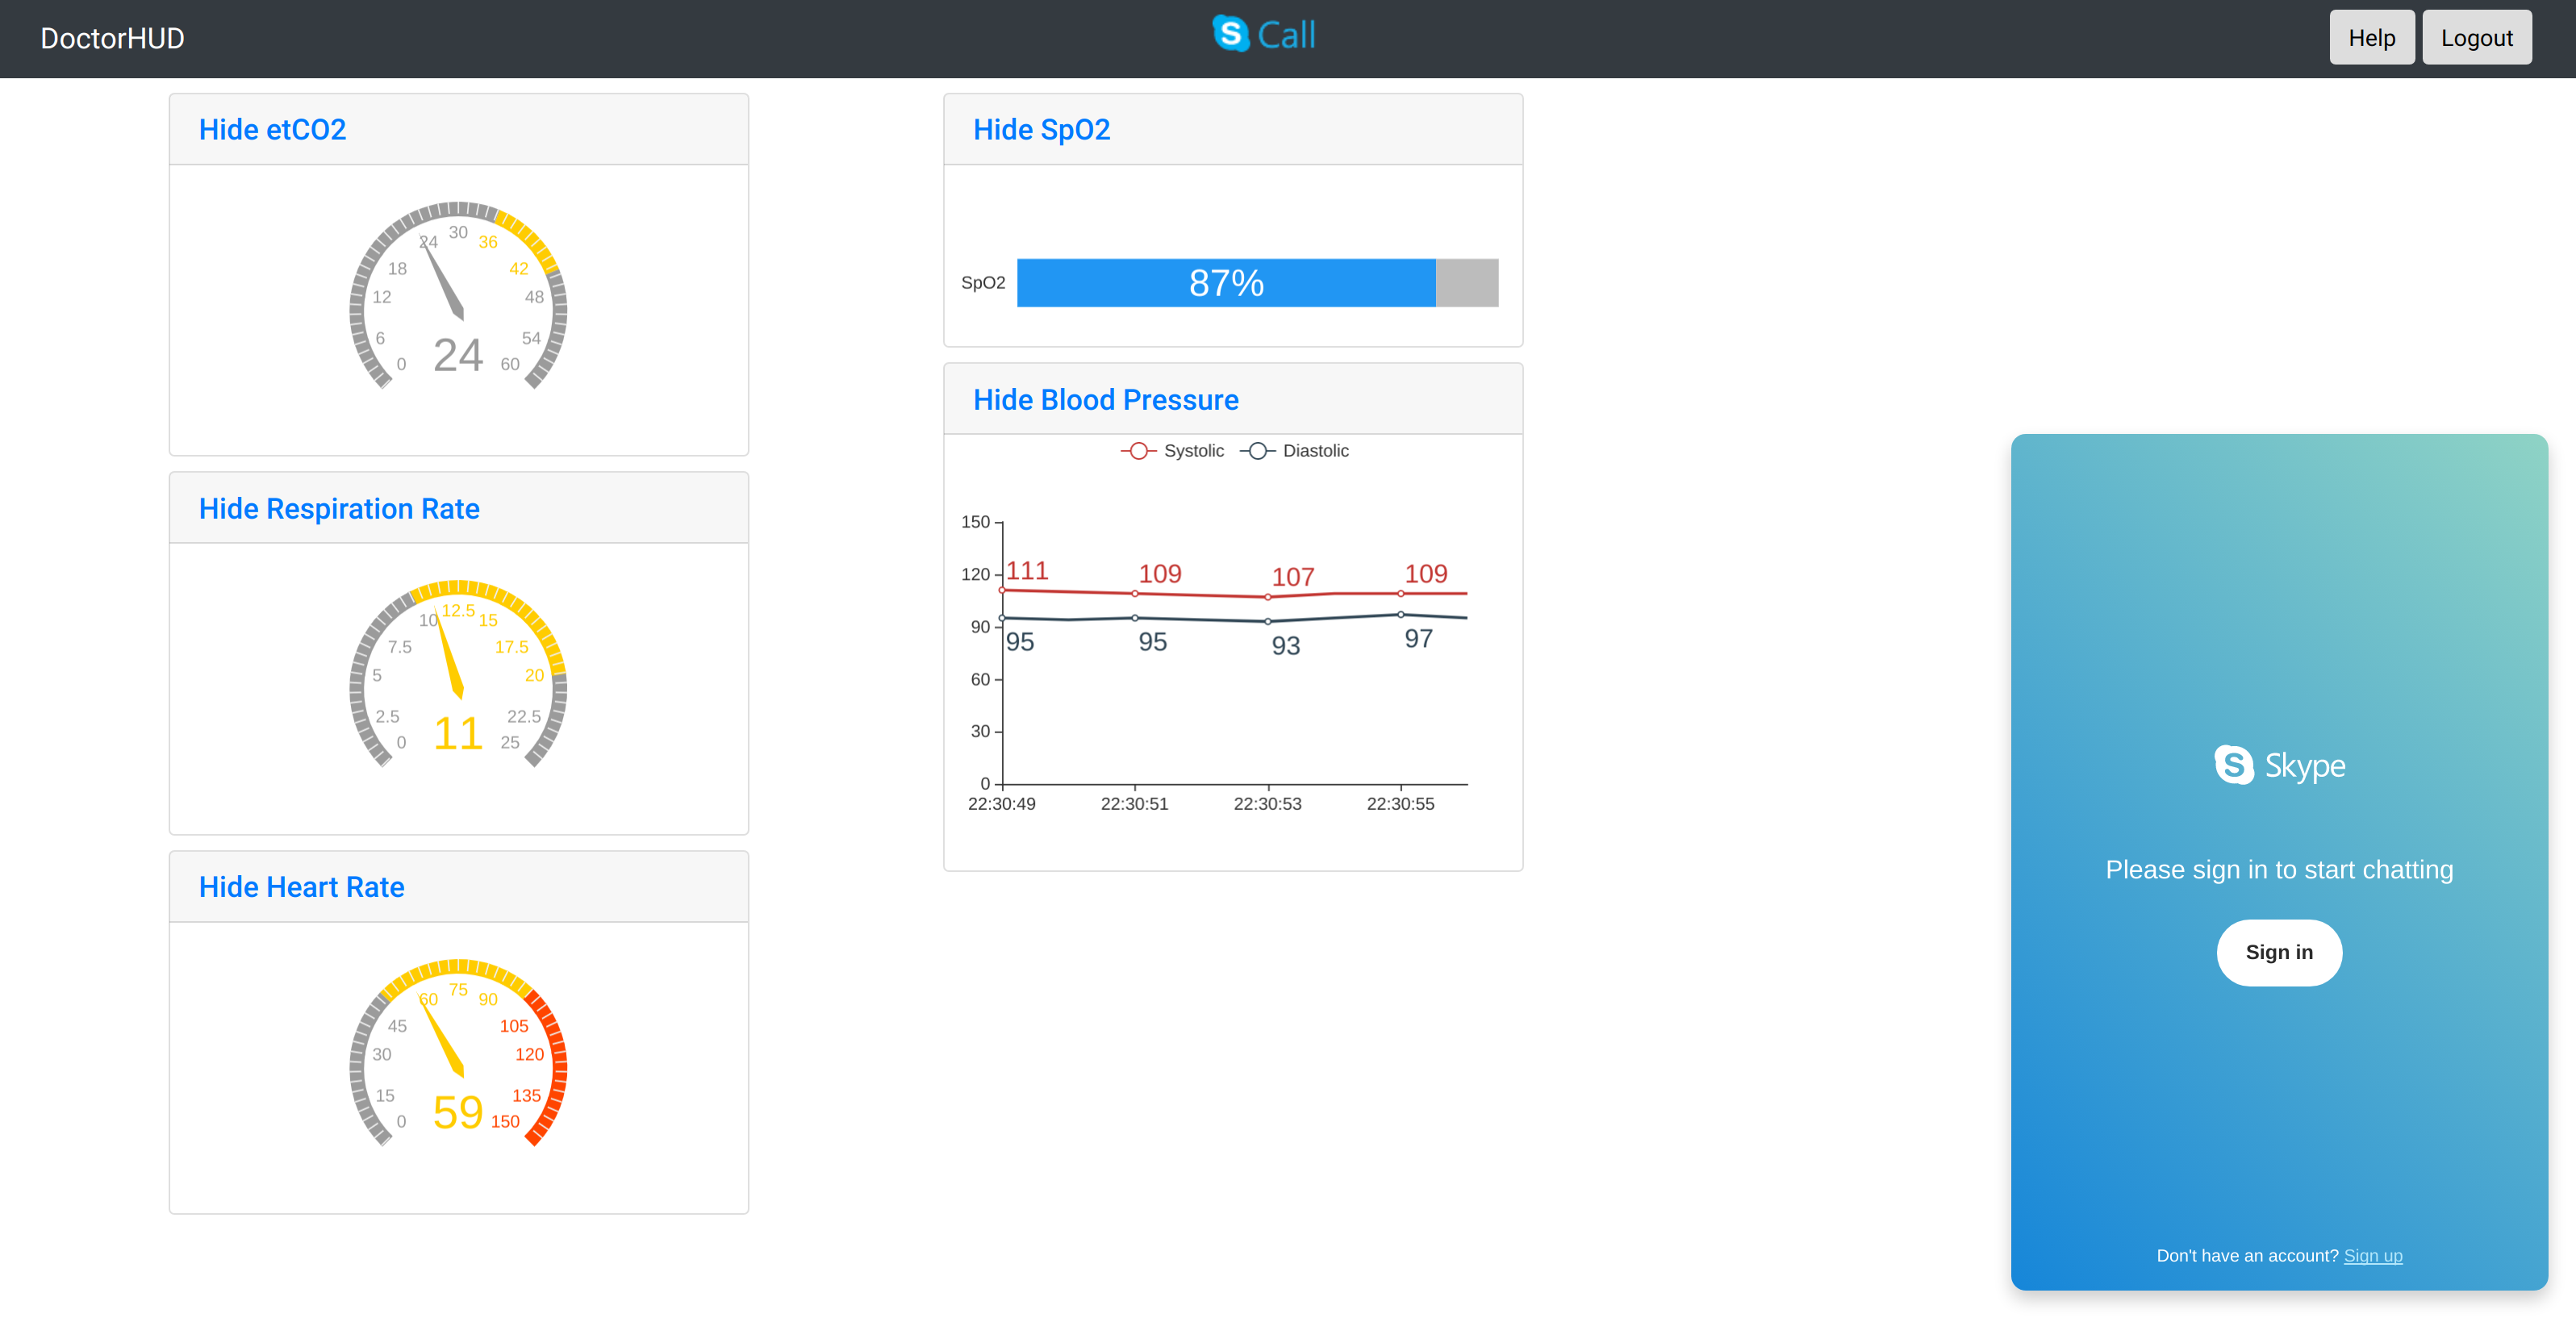 DoctorHUD
S Call
Help
Logout
Hide etCO2
0
6
12
18
24
30
36
42
48
54
60
24
Hide Respiration Rate
0
2.5
5
7.5
10
12.5
15
17.5
20
22.5
25
11
Hide Heart Rate
0
15
30
45
60
75
90
105
120
135
150
59
Hide SpO2
SpO2
87%
Hide Blood Pressure
Systolic Diastolic
150
120
90
60
30
0
111 109 107 109
95 95 93 97
22:30:49 22:30:51 22:30:53 22:30:55
S Skype
Please sign in to start chatting
Sign in
Don't have an account? Sign up